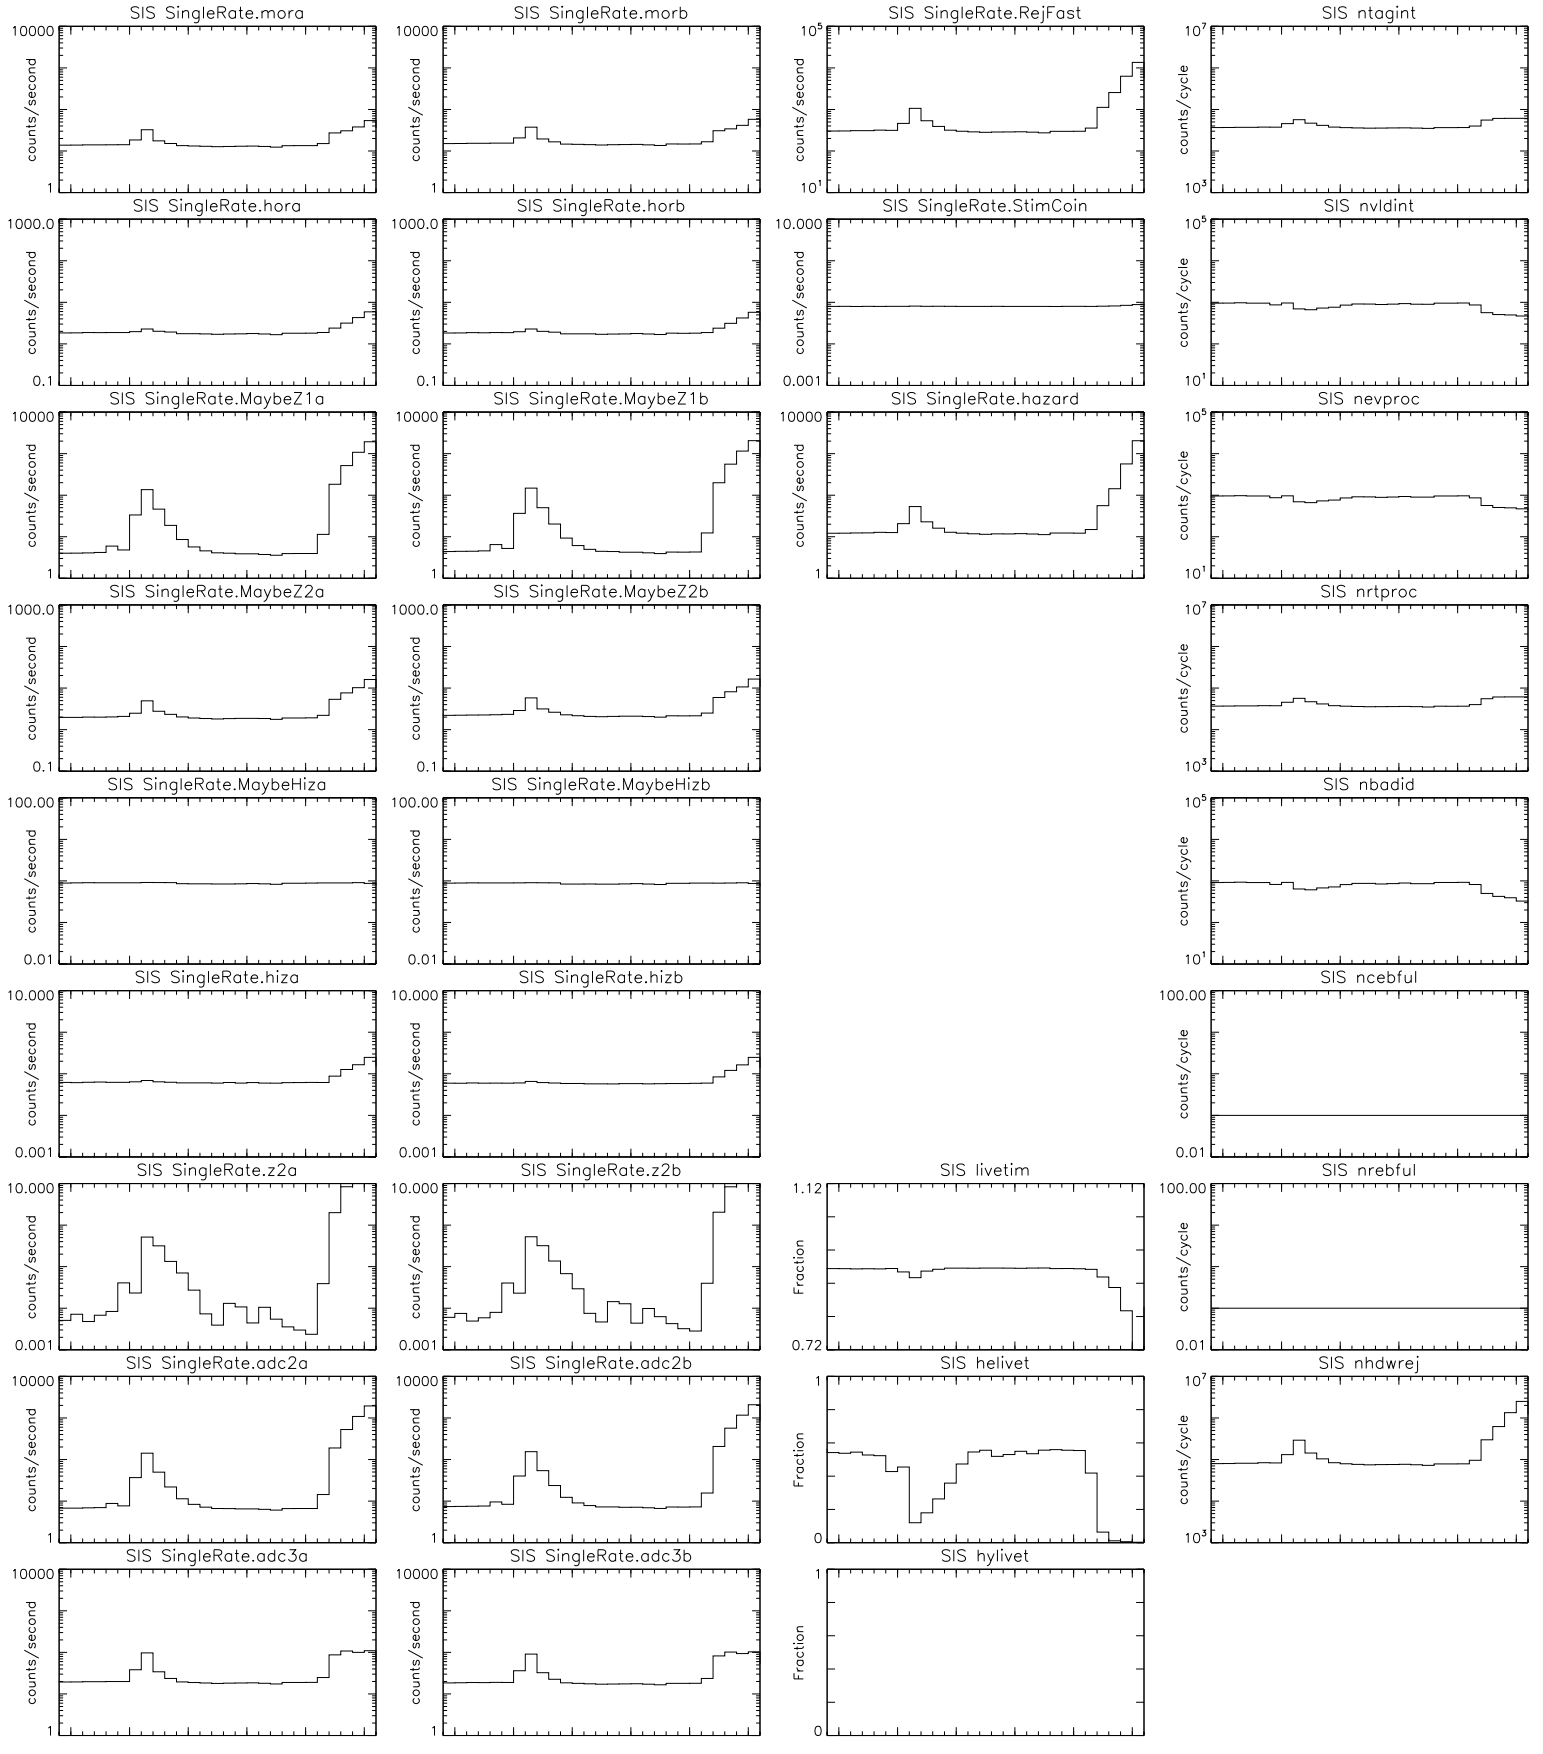 SIS SingleRate.mora
10000
counts/second
1
SIS SingleRate.morb
10000
counts/second
1
SIS SingleRate.RejFast
10^5
counts/second
10^1
SIS ntagint
10^7
counts/cycle
10^3
SIS SingleRate.hora
1000.0
counts/second
0.1
SIS SingleRate.horb
1000.0
counts/second
0.1
SIS SingleRate.StimCoin
10.000
counts/second
0.001
SIS nvldint
10^5
counts/cycle
10^1
SIS SingleRate.MaybeZ1a
10000
counts/second
1
SIS SingleRate.MaybeZ1b
10000
counts/second
1
SIS SingleRate.hazard
10000
counts/second
1
SIS nevproc
10^5
counts/cycle
10^1
SIS SingleRate.MaybeZ2a
1000.0
counts/second
0.1
SIS SingleRate.MaybeZ2b
1000.0
counts/second
0.1
SIS nrtproc
10^7
counts/cycle
10^3
SIS SingleRate.MaybeHiza
100.00
counts/second
0.01
SIS SingleRate.MaybeHizb
100.00
counts/second
0.01
SIS nbadid
10^5
counts/cycle
10^1
SIS SingleRate.hiza
10.000
counts/second
0.001
SIS SingleRate.hizb
10.000
counts/second
0.001
SIS ncebful
100.00
counts/cycle
0.01
SIS SingleRate.z2a
10.000
counts/second
0.001
SIS SingleRate.z2b
10.000
counts/second
0.001
SIS livetim
1.12
Fraction
0.72
SIS nrebful
100.00
counts/cycle
0.01
SIS SingleRate.adc2a
10000
counts/second
1
SIS SingleRate.adc2b
10000
counts/second
1
SIS helivet
1
Fraction
0
SIS nhdwrej
10^7
counts/cycle
10^3
SIS SingleRate.adc3a
10000
counts/second
1
SIS SingleRate.adc3b
10000
counts/second
1
SIS hylivet
1
Fraction
0